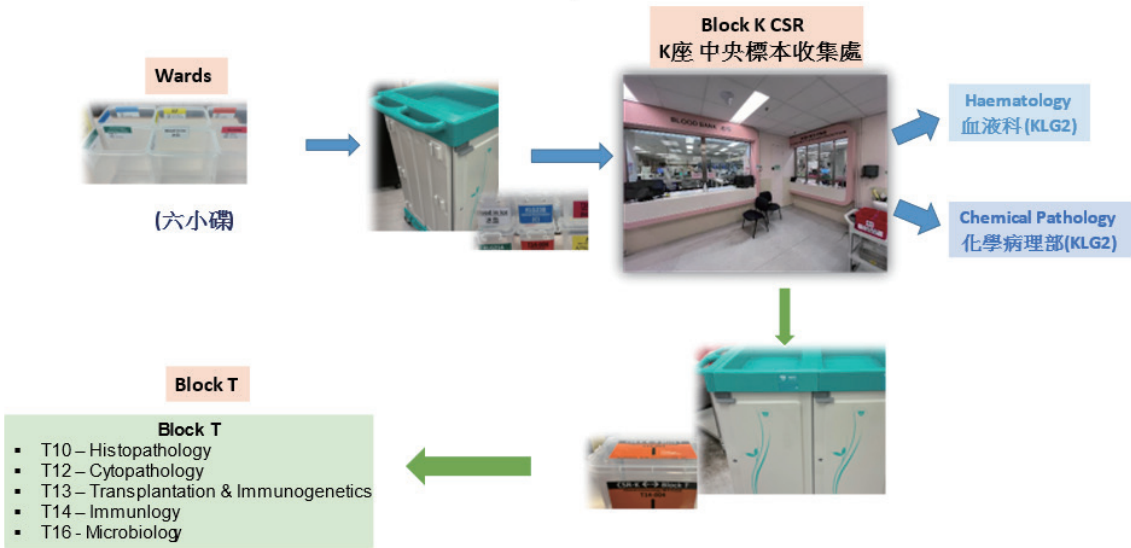 Block K CSR
K座 中央標本收集處
Wards
Haematology
血液科(KLG2)
BLOOD BANK
(六小碟)
Chemical Pathology
化學病理部(KLG2)
Block T
Block T
▪ T10 – Histopathology
▪ T12 – Cytopathology
▪ T13 – Transplantation & Immunogenetics
▪ T14 – Immunlogy
▪ T16 - Microbiology
CSR-K <-> Block T